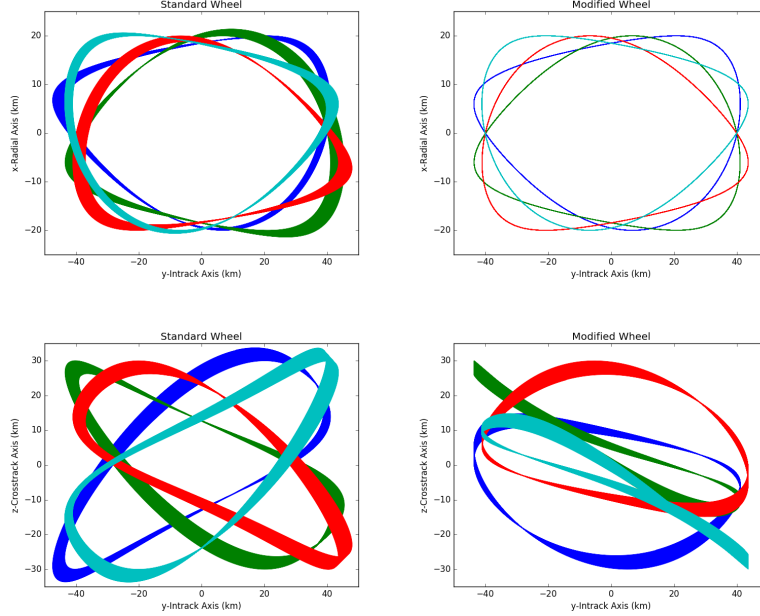 Standard Wheel
20
10
0
−10
−20
x-Radial Axis (km)
−40 −20 0 20 40
y-Intrack Axis (km)
Modified Wheel
20
10
0
−10
−20
x-Radial Axis (km)
−40 −20 0 20 40
y-Intrack Axis (km)
Standard Wheel
30
20
10
0
−10
−20
−30
z-Crosstrack Axis (km)
−40 −20 0 20 40
y-Intrack Axis (km)
Modified Wheel
30
20
10
0
−10
−20
−30
z-Crosstrack Axis (km)
−40 −20 0 20 40
y-Intrack Axis (km)